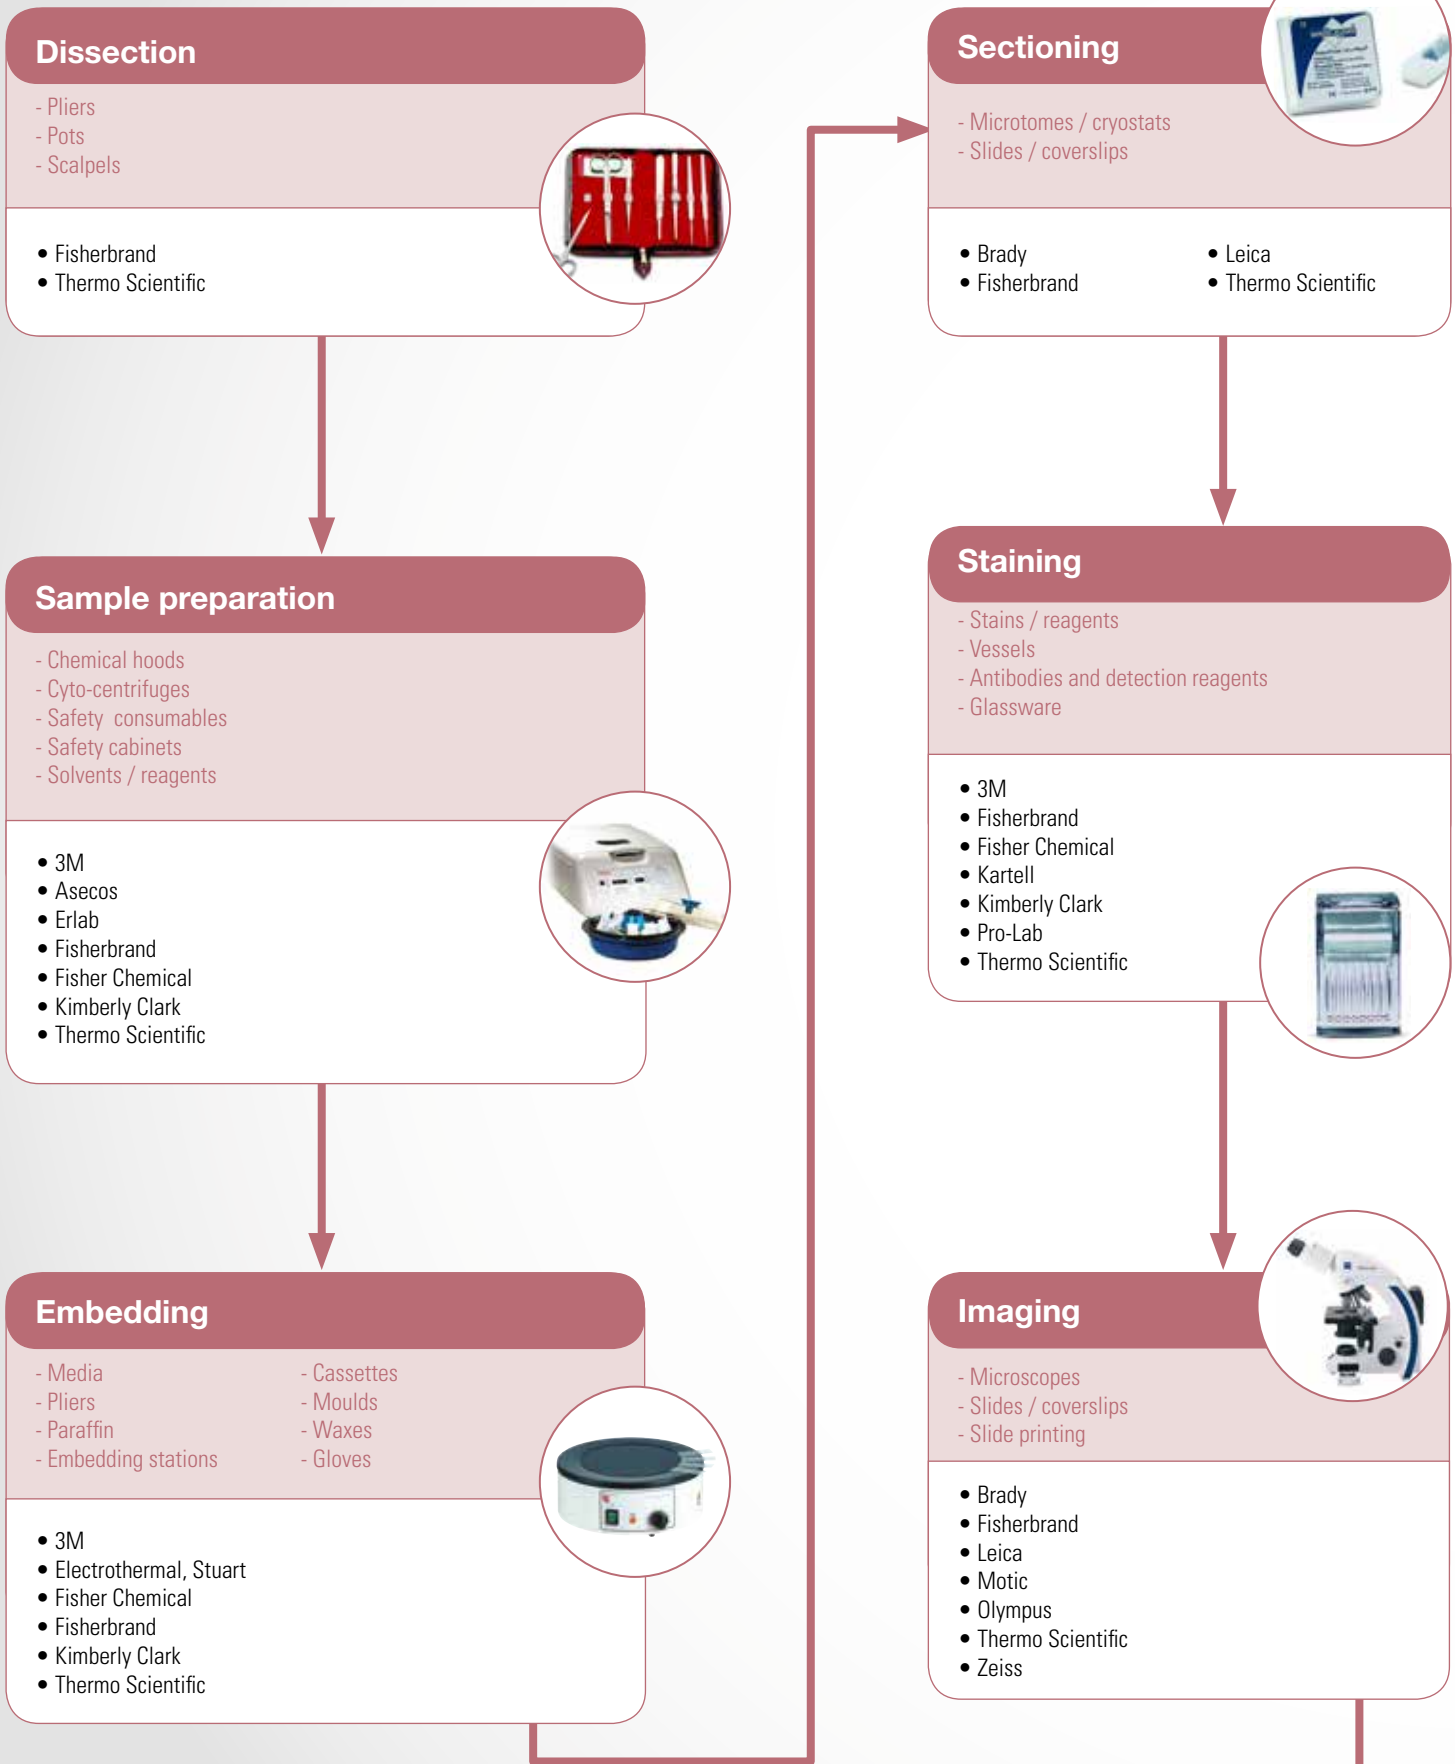 Dissection
- Pliers
- Pots
- Scalpels
• Fisherbrand
• Thermo Scientific
Sample preparation
- Chemical hoods
- Cyto-centrifuges
- Safety  consumables
- Safety cabinets
- Solvents / reagents
• 3M
• Asecos
• Erlab
• Fisherbrand
• Fisher Chemical
• Kimberly Clark
• Thermo Scientific
Embedding
- Media
- Pliers
- Paraffin
- Embedding stations
- Cassettes
- Moulds
- Waxes
- Gloves
• 3M
• Electrothermal, Stuart
• Fisher Chemical
• Fisherbrand
• Kimberly Clark
• Thermo Scientific
Sectioning
- Microtomes / cryostats
- Slides / coverslips
• Brady
• Fisherbrand
• Leica
• Thermo Scientific
Staining
- Stains / reagents
- Vessels
- Antibodies and detection reagents
- Glassware
• 3M
• Fisherbrand
• Fisher Chemical
• Kartell
• Kimberly Clark
• Pro-Lab
• Thermo Scientific
Imaging
- Microscopes
- Slides / coverslips
- Slide printing
• Brady
• Fisherbrand
• Leica
• Motic
• Olympus
• Thermo Scientific
• Zeiss